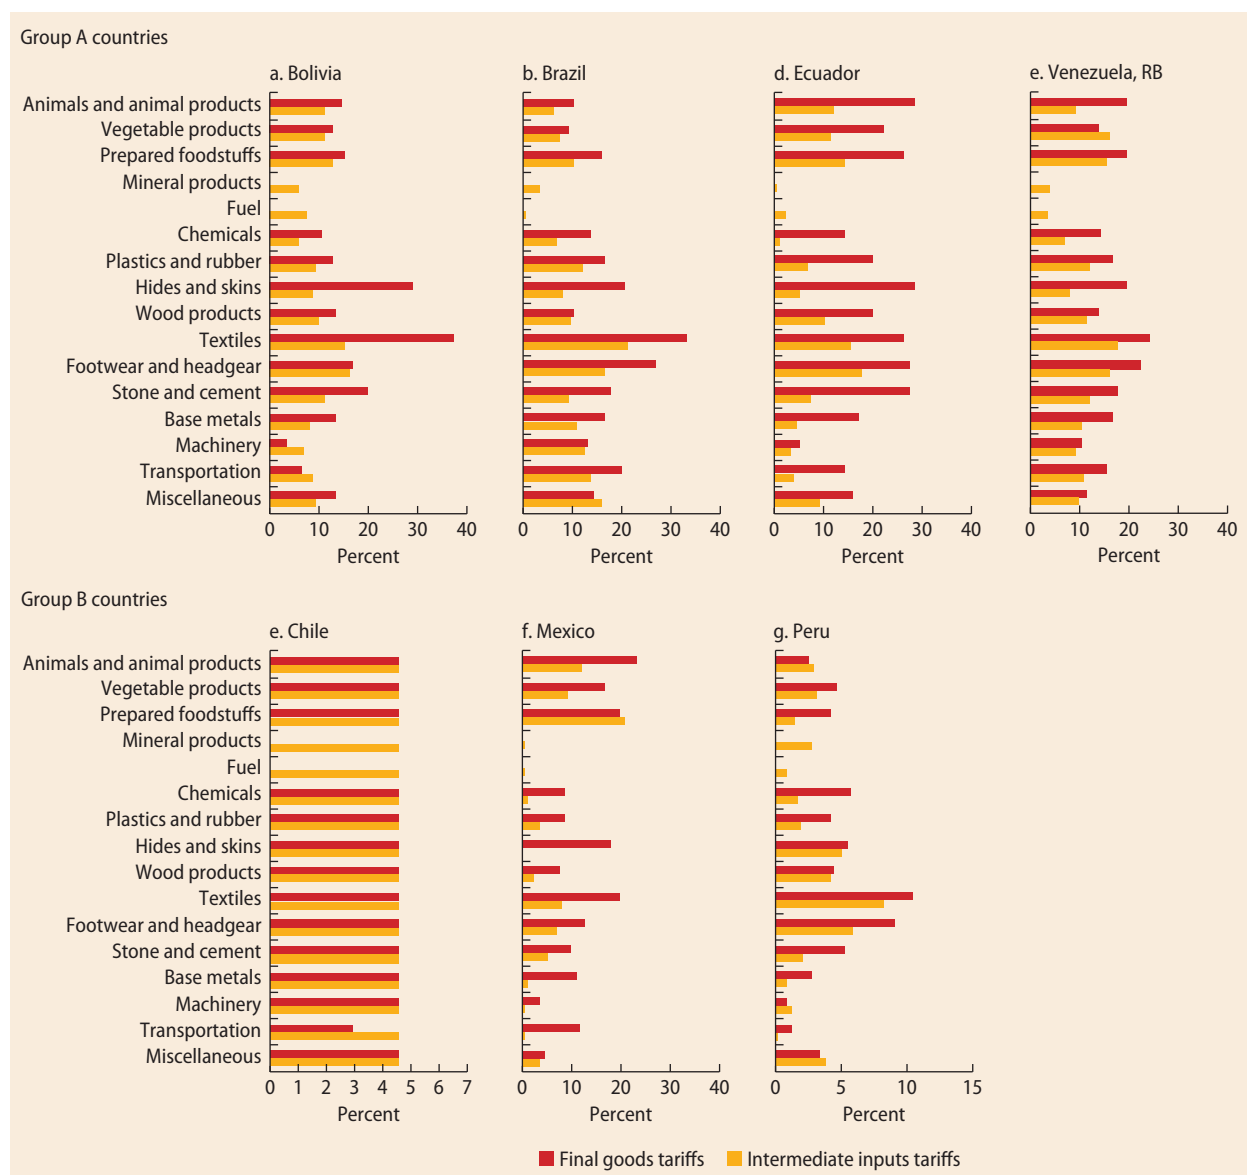 Group A countries
a. Bolivia
b. Brazil
d. Ecuador
e. Venezuela, RB
Animals and animal products
Vegetable products
Prepared foodstuffs
Mineral products
Fuel
Chemicals
Plastics and rubber
Hides and skins
Wood products
Textiles
Footwear and headgear
Stone and cement
Base metals
Machinery
Transportation
Miscellaneous
0 10 20 30 40
0 10 20 30 40
0 10 20 30 40
0 10 20 30 40
Percent
Percent
Percent
Percent
Group B countries
e. Chile
f. Mexico
g. Peru
Animals and animal products
Vegetable products
Prepared foodstuffs
Mineral products
Fuel
Chemicals
Plastics and rubber
Hides and skins
Wood products
Textiles
Footwear and headgear
Stone and cement
Base metals
Machinery
Transportation
Miscellaneous
0 1 2 3 4 5 6 7
0 10 20 30 40
0 5 10 15
Percent
Percent
Percent
Final goods tariffs
Intermediate inputs tariffs